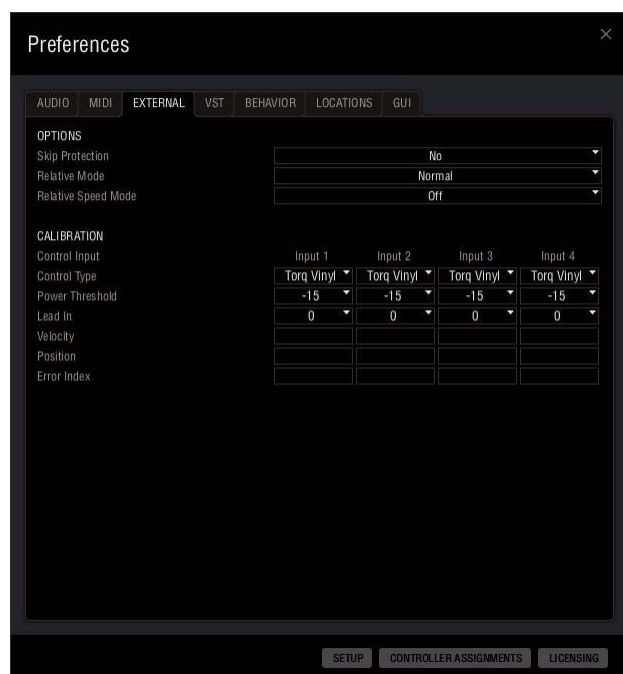 Preferences
AUDIO MIDI EXTERNAL VST BEHAVIOR LOCATIONS GUI
OPTIONS
Skip Protection No
Relative Mode Normal
Relative Speed Mode Off
CALIBRATION
Control Input Input 1 Input 2 Input 3 Input 4
Control Type Torq Vinyl Torq Vinyl Torq Vinyl Torq Vinyl
Power Threshold -15 -15 -15 -15
Lead In 0 0 0 0
Velocity
Position
Error Index
SETUP CONTROLLER ASSIGNMENTS LICENSING